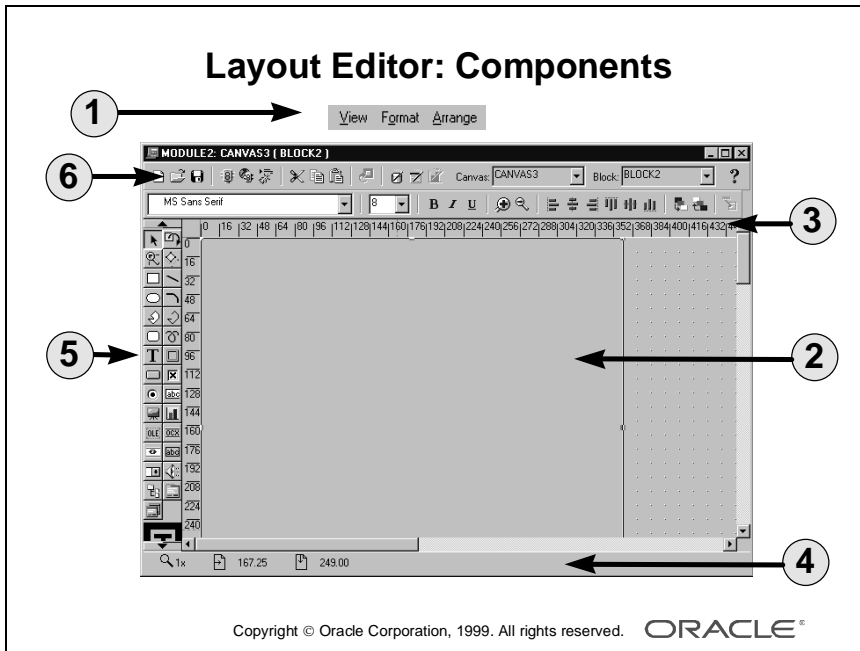 Layout Editor: Components
1
View Format Arrange
MODULE2: CANVAS3 ( BLOCK2 )
6
Canvas: CANVAS3 Block: BLOCK2 ?
MS Sans Serif 8 B I U
3
0 16 32 48 64 80 96 112 128 144 160 176 192 208 224 240 256 272 288 304 320 336 352 368 384 400 416 432
0
16
32
48
64
80
5
T
96
2
112
abc
128
144
OLE OCX
160
abc
176
192
208
224
240
1x 167.25 249.00
4
Copyright © Oracle Corporation, 1999. All rights reserved. ORACLE®